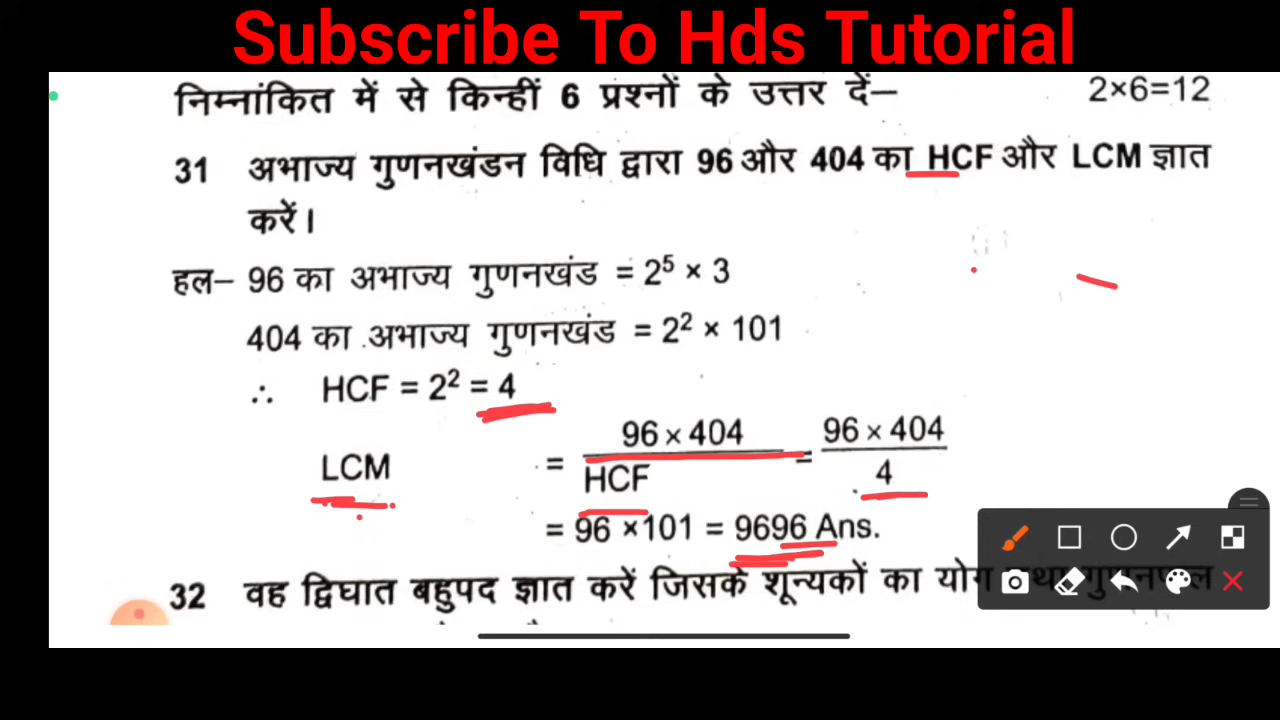 Subscribe To Hds Tutorial
निम्नांकित में से किन्हीं 6 प्रश्नों के उत्तर दें– 2×6=12
31 अभाज्य गुणनखंडन विधि द्वारा 96 और 404 का HCF और LCM ज्ञात
करें।
हल– 96 का अभाज्य गुणनखंड = 2⁵ × 3
404 का अभाज्य गुणनखंड = 2² × 101
∴ HCF = 2² = 4
LCM = 96 × 404 / HCF = 96 × 404 / 4
= 96 ×101 = 9696 Ans.
32 वह द्विघात बहुपद ज्ञात करें जिसके शून्यकों का योग तथा गुणनफल